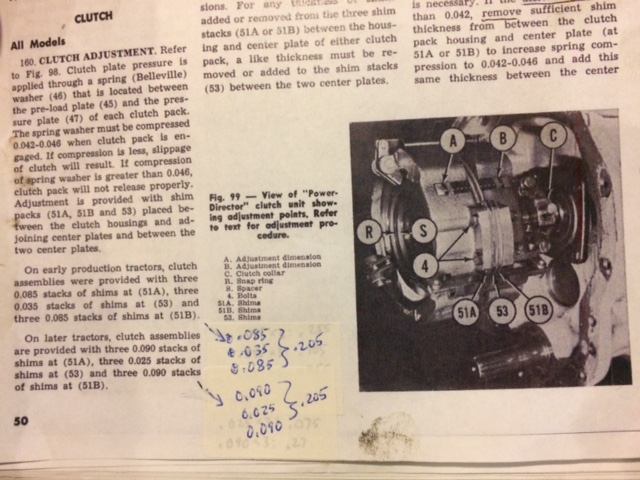 CLUTCH
All Models
160. CLUTCH ADJUSTMENT. Refer
to Fig. 98. Clutch plate pressure is
applied through a spring (Belleville)
washer (46) that is located between
the pre-load plate (45) and the pres-
sure plate (47) of each clutch pack.
The spring washer must be compressed
0.042-0.046 when clutch pack is en-
gaged. If compression is less, slippage
of clutch will result. If compression
of spring washer is greater than 0.046,
clutch pack will not release properly.
Adjustment is provided with shim
packs (51A, 51B and 53) placed be-
tween the clutch housings and ad-
joining center plates and between the
two center plates.
On early production tractors, clutch
assemblies were provided with three
0.085 stacks of shims at (51A), three
0.035 stacks of shims at (53) and
three 0.085 stacks of shims at (51B).
On later tractors, clutch assemblies
are provided with three 0.090 stacks of
shims at (51A), three 0.025 stacks of
shims at (53) and three 0.090 stacks
of shims at (51B).
50
sions. For any thickness of
added or removed from the three shim
stacks (51A or 51B) between the hous-
ing and center plate of either clutch
pack, a like thickness must be re-
moved or added to the shim stacks
(53) between the two center plates.
Fig. 99 — View of "Power-
Director" clutch unit show-
ing adjustment points. Refer
to text for adjustment pro-
cedure.
A. Adjustment dimension
B. Adjustment dimension
C. Clutch collar
R. Snap ring
S. Spacer
4. Bolts
51A. Shims
51B. Shims
53. Shims
0.085
0.035 .205
0.085
0.090
0.025 .205
0.090
is necessary. If the
than 0.042, remove sufficient shim
thickness from between the clutch
pack housing and center plate (at
51A or 51B) to increase spring com-
pression to 0.042-0.046 and add this
same thickness between the center
A B C
R S
4
51A 53 51B